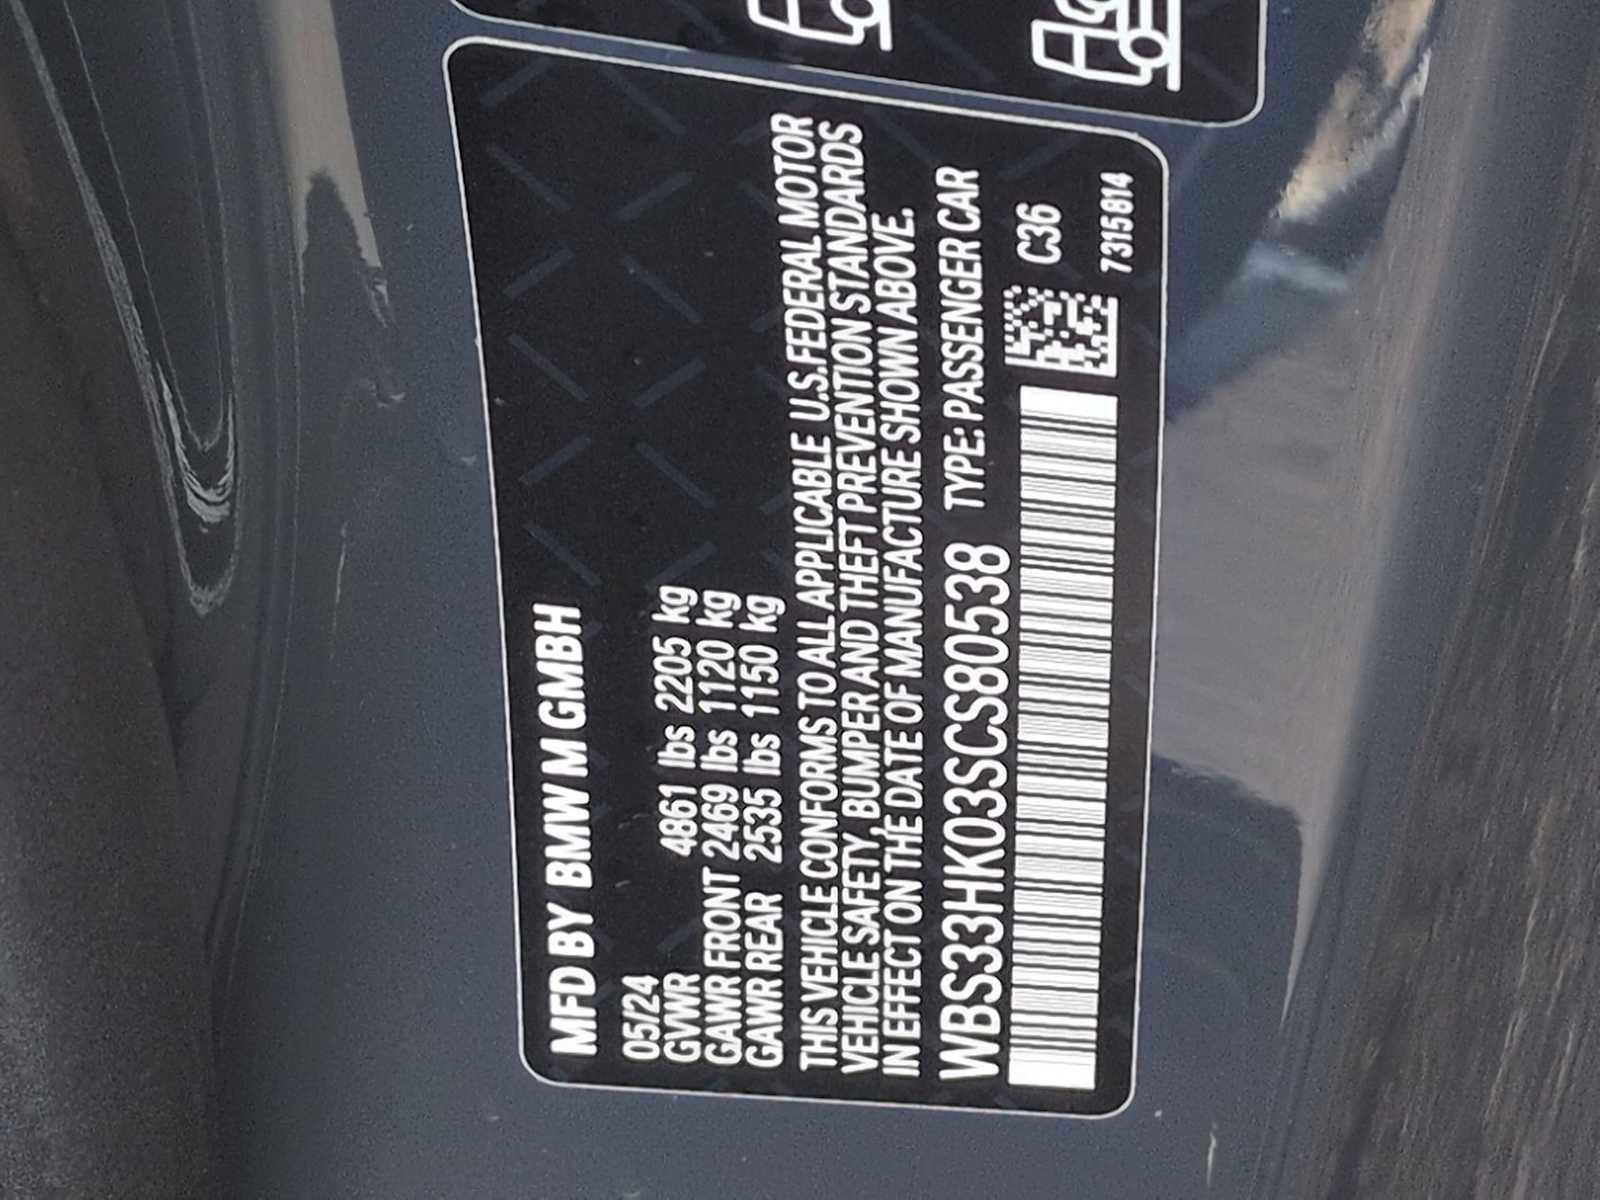 MFD BY BMW M GMBH
05/24
GVWR 4861 lbs 2205 kg
GAWR FRONT 2469 lbs 1120 kg
GAWR REAR 2535 lbs 1150 kg
THIS VEHICLE CONFORMS TO ALL APPLICABLE U.S.FEDERAL MOTOR
VEHICLE SAFETY, BUMPER AND THEFT PREVENTION STANDARDS
IN EFFECT ON THE DATE OF MANUFACTURE SHOWN ABOVE.
WBS33HK03SCS80538 TYPE: PASSENGER CAR
C36
7315814